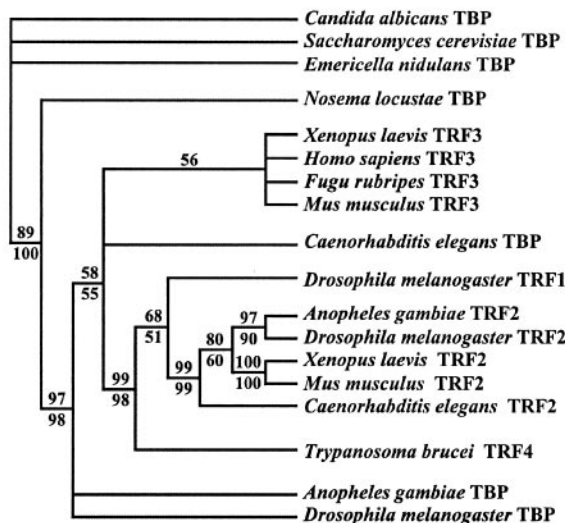 Candida albicans TBP
Saccharomyces cerevisiae TBP
Emericella nidulans TBP
Nosema locustae TBP
Xenopus laevis TRF3
56
Homo sapiens TRF3
Fugu rubripes TRF3
Mus musculus TRF3
89
100
Caenorhabditis elegans TBP
58
55
Drosophila melanogaster TRF1
68
51
97
90
Anopheles gambiae TRF2
Drosophila melanogaster TRF2
80
60
100
100
Xenopus laevis TRF2
Mus musculus TRF2
99
99
99
98
Caenorhabditis elegans TRF2
97
98
Trypanosoma brucei TRF4
Anopheles gambiae TBP
Drosophila melanogaster TBP